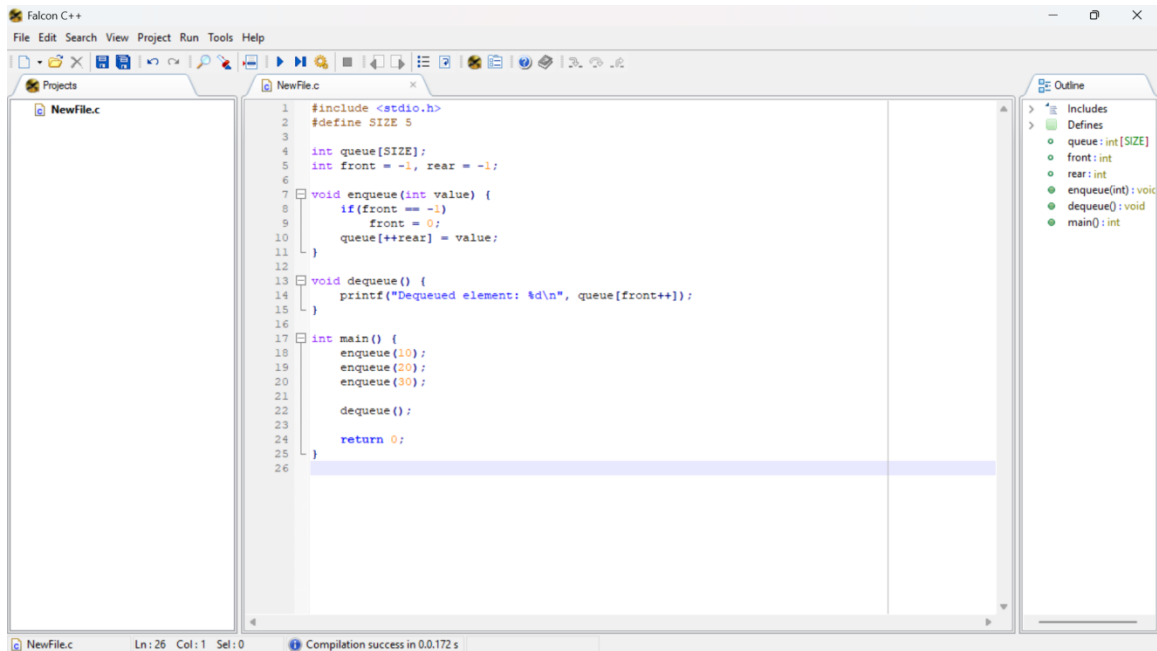 Falcon C++
File Edit Search View Project Run Tools Help
Projects
NewFile.c
NewFile.c
1 #include <stdio.h>
2 #define SIZE 5
3
4 int queue[SIZE];
5 int front = -1, rear = -1;
6
7 void enqueue(int value) {
8 if(front == -1)
9 front = 0;
10 queue[++rear] = value;
11 }
12
13 void dequeue() {
14 printf("Dequeued element: %d\n", queue[front++]);
15 }
16
17 int main() {
18 enqueue(10);
19 enqueue(20);
20 enqueue(30);
21
22 dequeue();
23
24 return 0;
25 }
26
Outline
Includes
Defines
queue : int [SIZE]
front : int
rear : int
enqueue(int) : voic
dequeue() : void
main() : int
NewFile.c Ln : 26 Col : 1 Sel : 0 Compilation success in 0.0.172 s